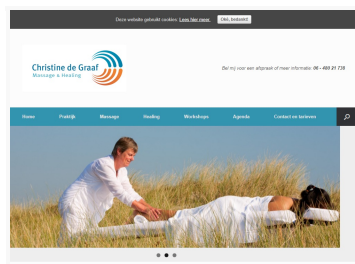 Deze website gebruikt cookies. Lees hier meer. Oké, bedankt!
Christine de Graaf
Massage & Healing
Bel mij voor een afspraak of meer informatie: 06 - 480 21 738
Home Praktijk Massage Healing Workshops Agenda Contact en tarieven